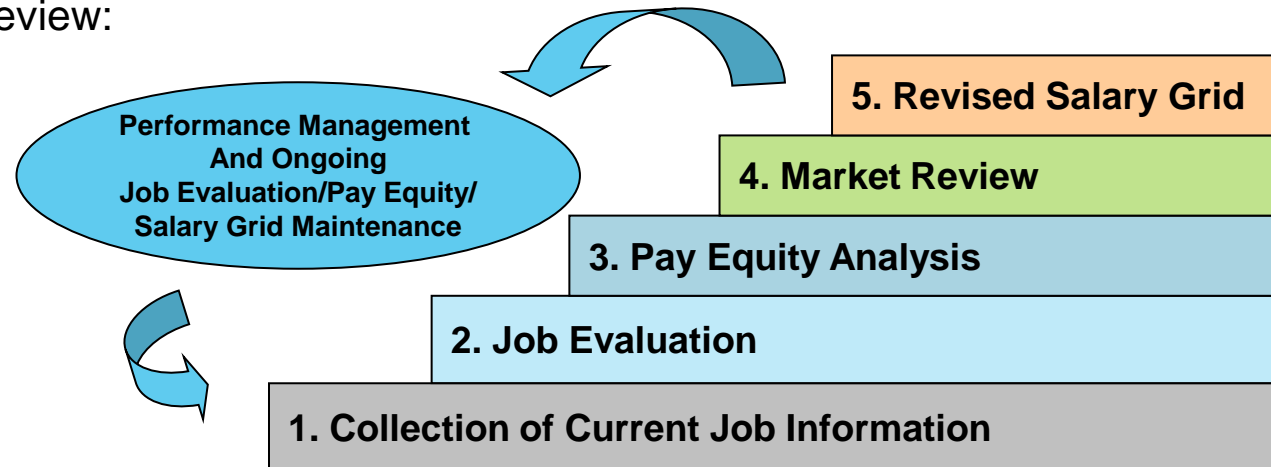 eview:
Performance Management
And Ongoing
Job Evaluation/Pay Equity/
Salary Grid Maintenance
5. Revised Salary Grid
4. Market Review
3. Pay Equity Analysis
2. Job Evaluation
1. Collection of Current Job Information